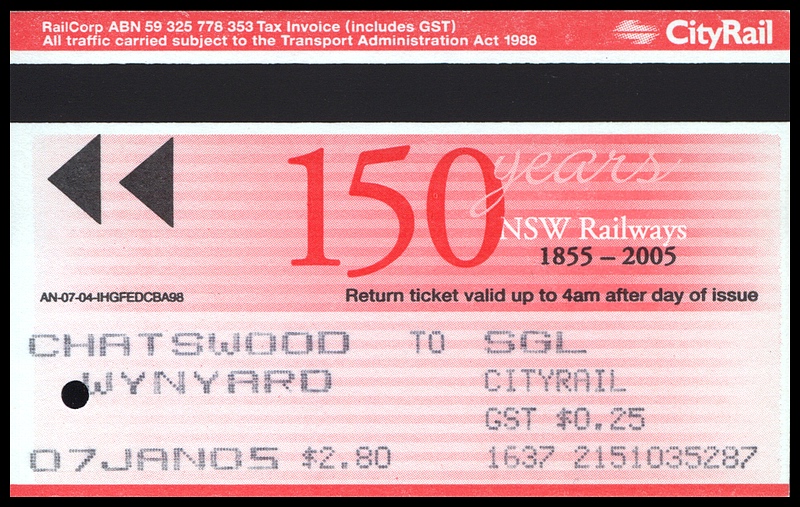 RailCorp ABN 59 325 778 353 Tax Invoice (includes GST)
All traffic carried subject to the Transport Administration Act 1988
CityRail
150 years
NSW Railways
1855 – 2005
AN-07-04-IHGFEDCBA98
Return ticket valid up to 4am after day of issue
CHATSWOOD TO SGL
WYNYARD CITYRAIL
GST $0.25
07JAN05 $2.80 1637 2151035287